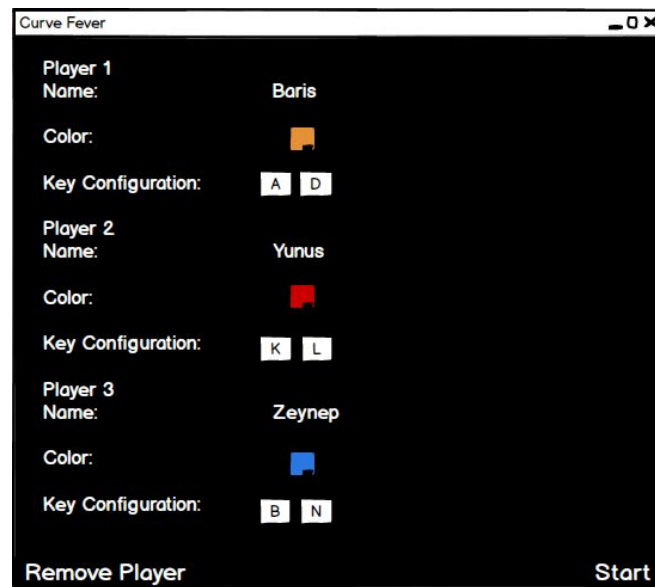 Curve Fever
Player 1
Name: Baris
Color:
Key Configuration: A D
Player 2
Name: Yunus
Color:
Key Configuration: K L
Player 3
Name: Zeynep
Color:
Key Configuration: B N
Remove Player Start